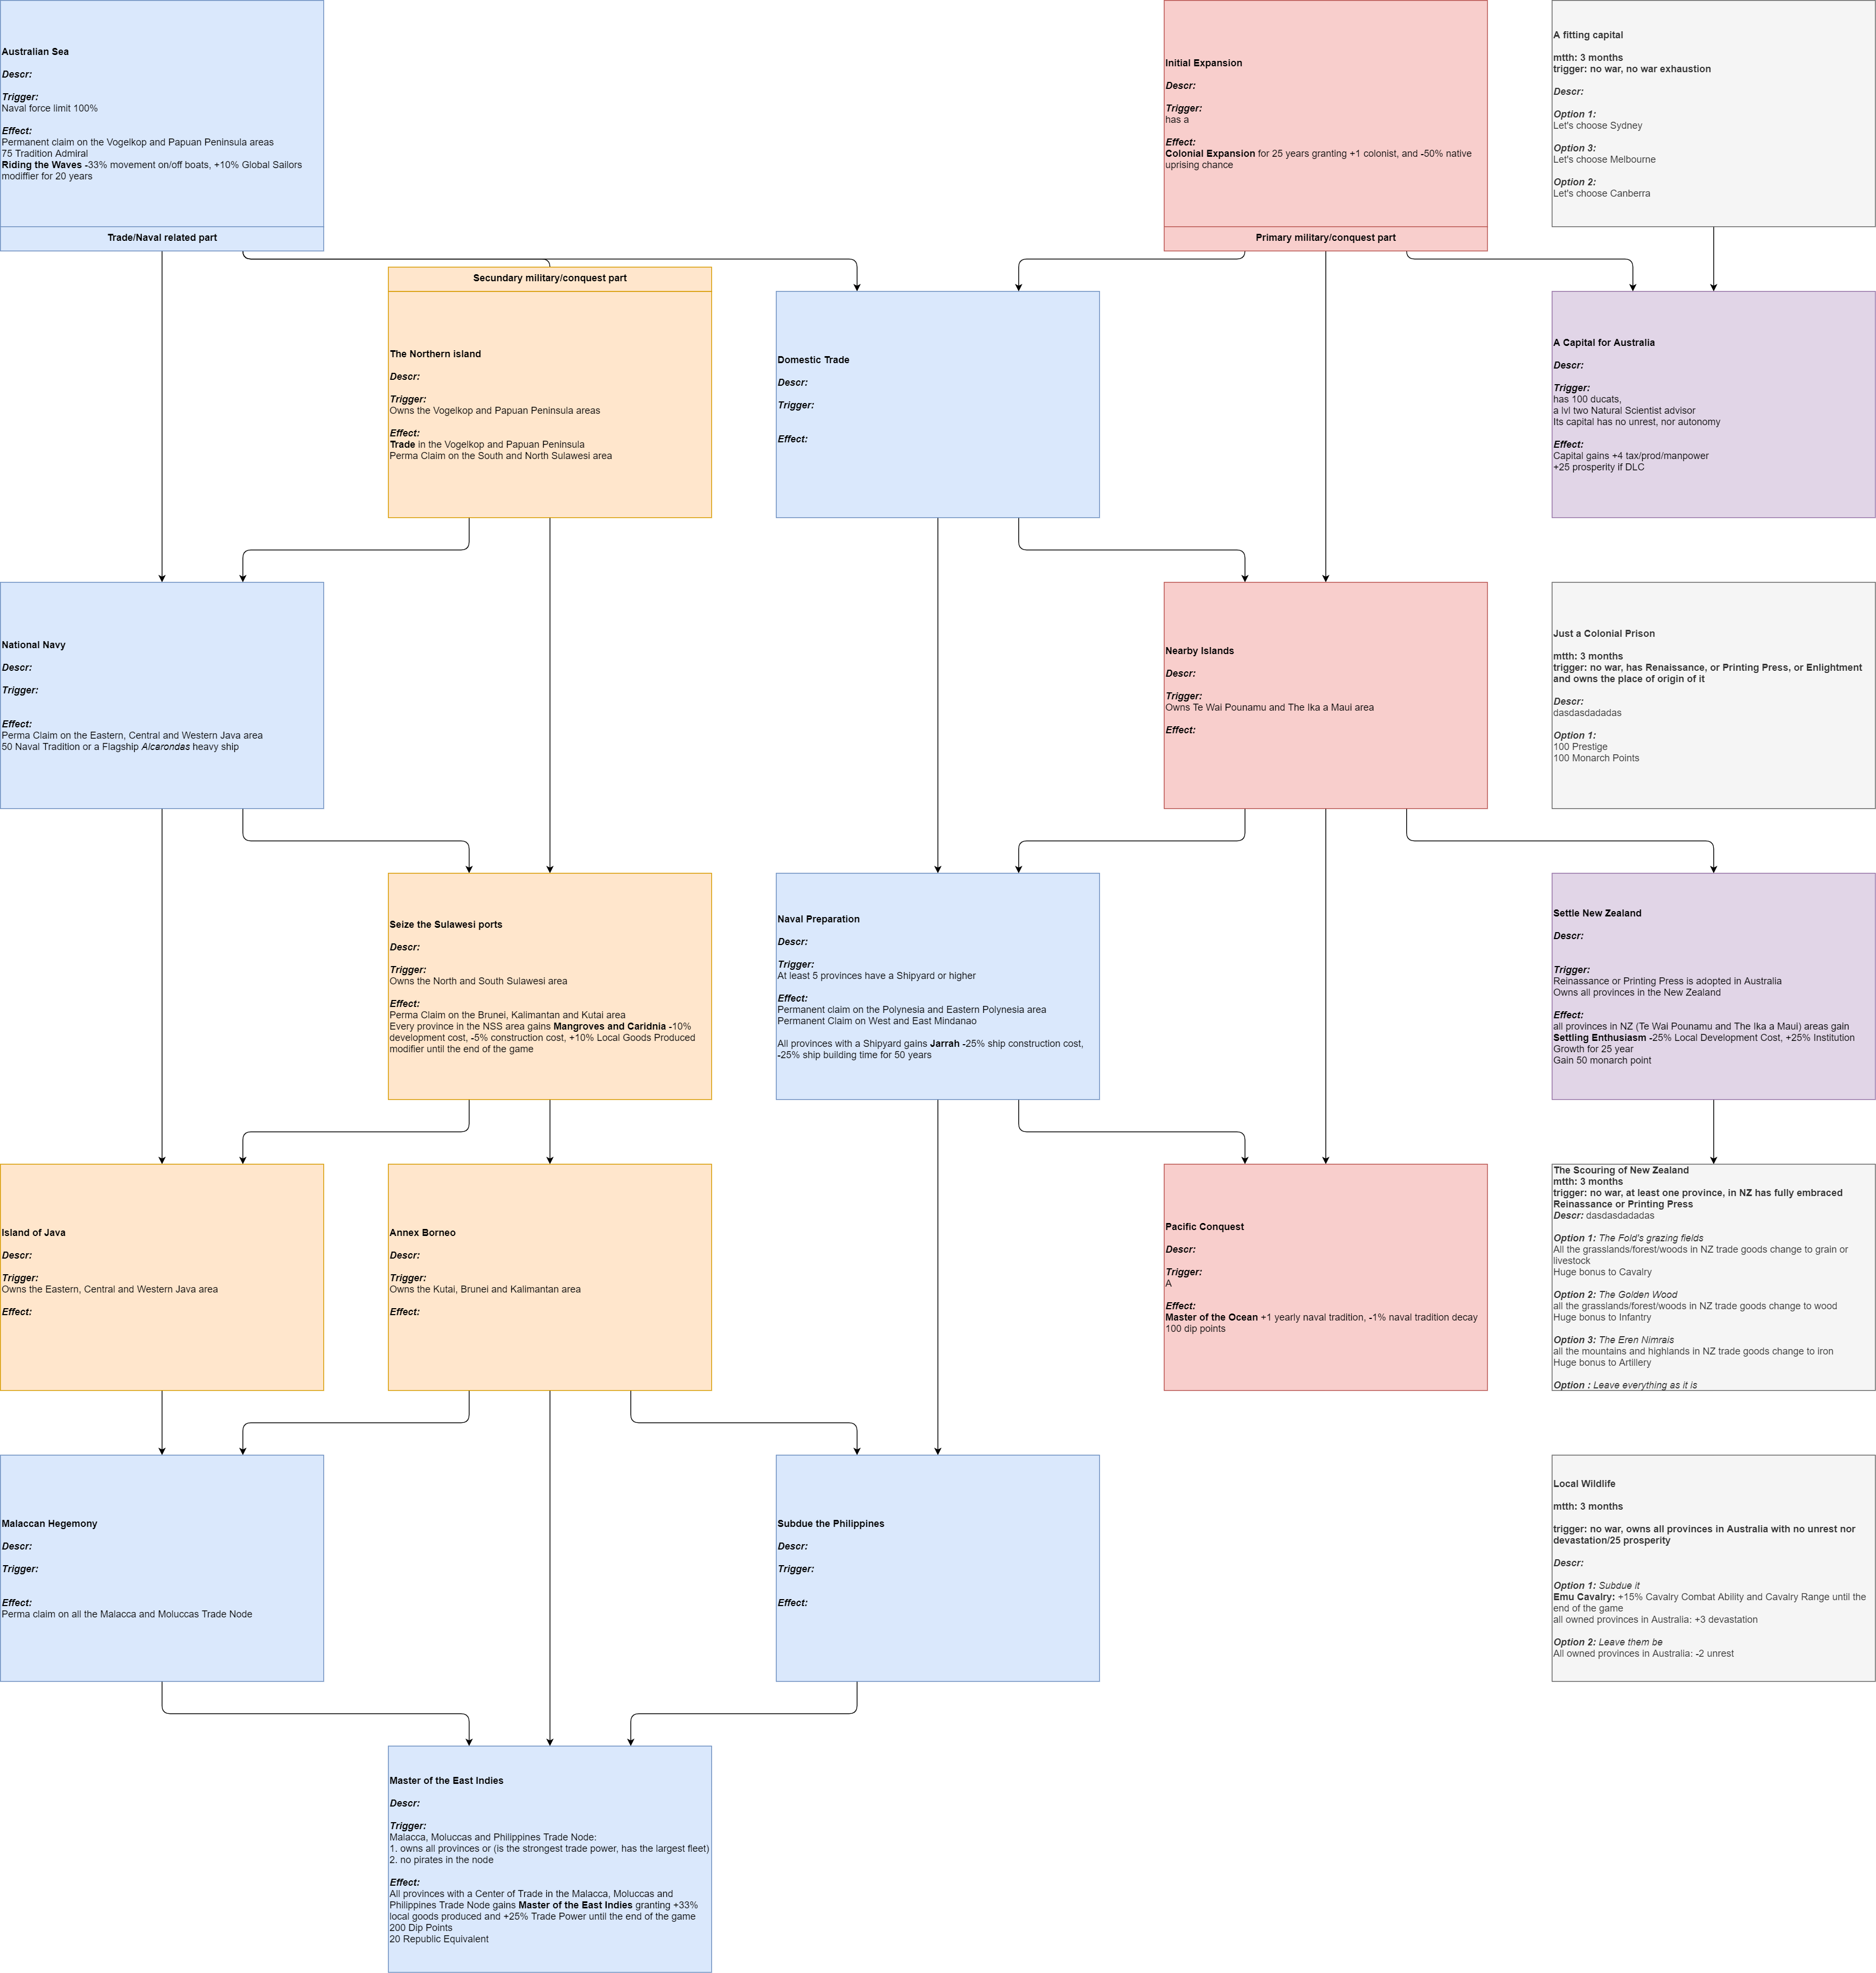 Australian Sea
Descr:
Trigger:
Naval force limit 100%
Effect:
Permanent claim on the Vogelkop and Papuan Peninsula areas
75 Tradition Admiral
Riding the Waves -33% movement on/off boats, +10% Global Sailors
modiffier for 20 years
Trade/Naval related part
Initial Expansion
Descr:
Trigger:
has a
Effect:
Colonial Expansion for 25 years granting +1 colonist, and -50% native
uprising chance
Primary military/conquest part
A fitting capital
mtth: 3 months
trigger: no war, no war exhaustion
Descr:
Option 1:
Let's choose Sydney
Option 3:
Let's choose Melbourne
Option 2:
Let's choose Canberra
Secundary military/conquest part
The Northern island
Descr:
Trigger:
Owns the Vogelkop and Papuan Peninsula areas
Effect:
Trade in the Vogelkop and Papuan Peninsula
Perma Claim on the South and North Sulawesi area
Domestic Trade
Descr:
Trigger:
Effect:
A Capital for Australia
Descr:
Trigger:
has 100 ducats,
a lvl two Natural Scientist advisor
Its capital has no unrest, nor autonomy
Effect:
Capital gains +4 tax/prod/manpower
+25 prosperity if DLC
National Navy
Descr:
Trigger:
Effect:
Perma Claim on the Eastern, Central and Western Java area
50 Naval Tradition or a Flagship Alcarondas heavy ship
Nearby Islands
Descr:
Trigger:
Owns Te Wai Pounamu and The Ika a Maui area
Effect:
Just a Colonial Prison
mtth: 3 months
trigger: no war, has Renaissance, or Printing Press, or Enlightment
and owns the place of origin of it
Descr:
dasdasdadadas
Option 1:
100 Prestige
100 Monarch Points
Seize the Sulawesi ports
Descr:
Trigger:
Owns the North and South Sulawesi area
Effect:
Perma Claim on the Brunei, Kalimantan and Kutai area
Every province in the NSS area gains Mangroves and Caridnia -10%
development cost, -5% construction cost, +10% Local Goods Produced
modifier until the end of the game
Naval Preparation
Descr:
Trigger:
At least 5 provinces have a Shipyard or higher
Effect:
Permanent claim on the Polynesia and Eastern Polynesia area
Permanent Claim on West and East Mindanao
All provinces with a Shipyard gains Jarrah -25% ship construction cost,
-25% ship building time for 50 years
Settle New Zealand
Descr:
Trigger:
Reinassance or Printing Press is adopted in Australia
Owns all provinces in the New Zealand
Effect:
all provinces in NZ (Te Wai Pounamu and The Ika a Maui) areas gain
Settling Enthusiasm -25% Local Development Cost, +25% Institution
Growth for 25 year
Gain 50 monarch point
Island of Java
Descr:
Trigger:
Owns the Eastern, Central and Western Java area
Effect:
Annex Borneo
Descr:
Trigger:
Owns the Kutai, Brunei and Kalimantan area
Effect:
Pacific Conquest
Descr:
Trigger:
A
Effect:
Master of the Ocean +1 yearly naval tradition, -1% naval tradition decay
100 dip points
The Scouring of New Zealand
mtth: 3 months
trigger: no war, at least one province, in NZ has fully embraced
Reinassance or Printing Press
Descr: dasdasdadadas
Option 1: The Fold's grazing fields
All the grasslands/forest/woods in NZ trade goods change to grain or
livestock
Huge bonus to Cavalry
Option 2: The Golden Wood
all the grasslands/forest/woods in NZ trade goods change to wood
Huge bonus to Infantry
Option 3: The Eren Nimrais
all the mountains and highlands in NZ trade goods change to iron
Huge bonus to Artillery
Option : Leave everything as it is
Malaccan Hegemony
Descr:
Trigger:
Effect:
Perma claim on all the Malacca and Moluccas Trade Node
Subdue the Philippines
Descr:
Trigger:
Effect:
Local Wildlife
mtth: 3 months
trigger: no war, owns all provinces in Australia with no unrest nor
devastation/25 prosperity
Descr:
Option 1: Subdue it
Emu Cavalry: +15% Cavalry Combat Ability and Cavalry Range until the
end of the game
all owned provinces in Australia: +3 devastation
Option 2: Leave them be
All owned provinces in Australia: -2 unrest
Master of the East Indies
Descr:
Trigger:
Malacca, Moluccas and Philippines Trade Node:
1. owns all provinces or (is the strongest trade power, has the largest fleet)
2. no pirates in the node
Effect:
All provinces with a Center of Trade in the Malacca, Moluccas and
Philippines Trade Node gains Master of the East Indies granting +33%
local goods produced and +25% Trade Power until the end of the game
200 Dip Points
20 Republic Equivalent